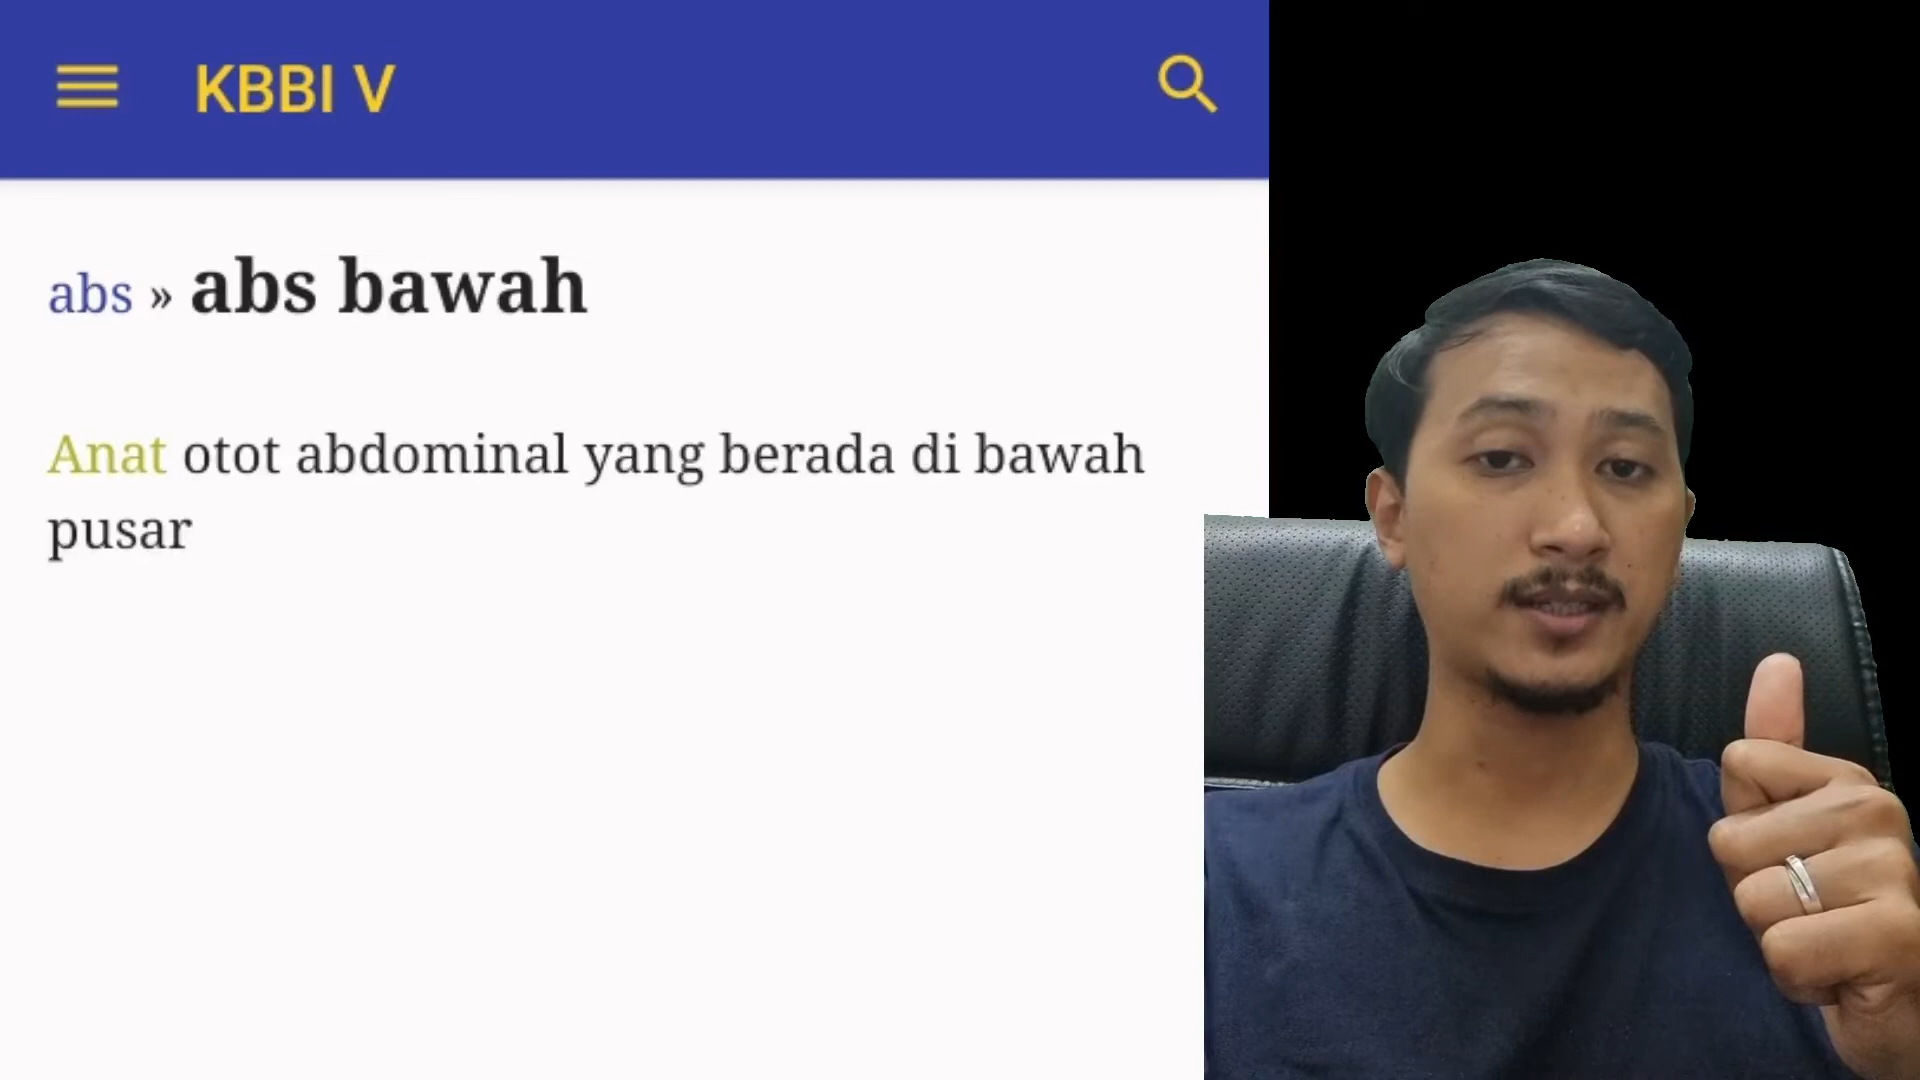 KBBI V
abs » abs bawah
Anat otot abdominal yang berada di bawah
pusar